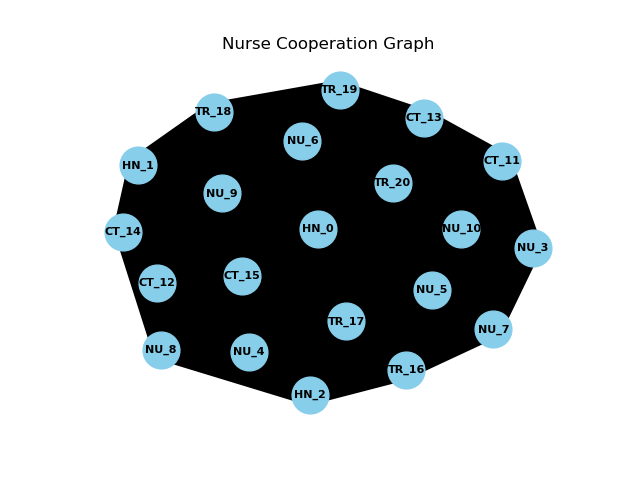 Nurse Cooperation Graph
TR_19
TR_18
CT_13
NU_6
CT_11
HN_1
TR_20
NU_9
HN_0
NU_10
CT_14
NU_3
CT_15
CT_12
NU_5
TR_17
NU_7
NU_8
NU_4
TR_16
HN_2